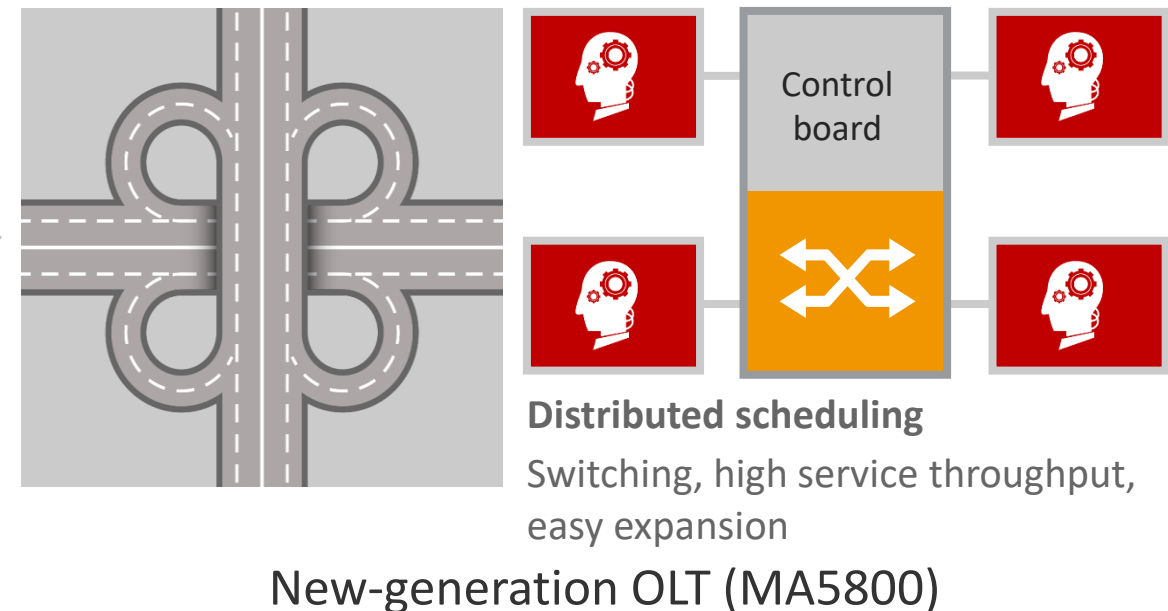 Control
board
Distributed scheduling
Switching, high service throughput,
easy expansion
New-generation OLT (MA5800)